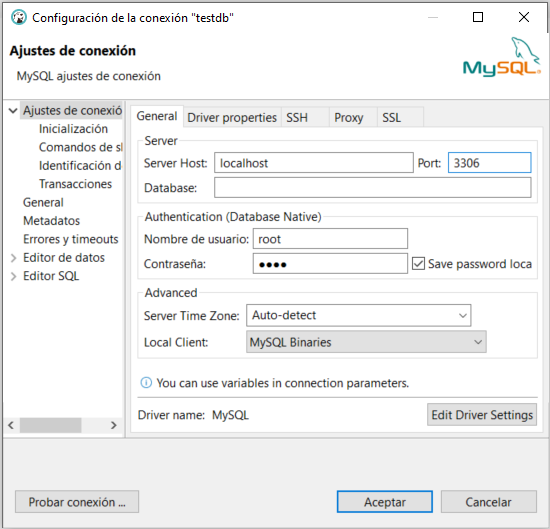 Configuración de la conexión "testdb"
Ajustes de conexión
MySQL ajustes de conexión
MySQL
Ajustes de conexió
Inicialización
Comandos de sl
Identificación d
Transacciones
General
Metadatos
Errores y timeouts
Editor de datos
Editor SQL
General Driver properties SSH Proxy SSL
Server
Server Host: localhost Port: 3306
Database:
Authentication (Database Native)
Nombre de usuario: root
Contraseña: ●●●● Save password loca
Advanced
Server Time Zone: Auto-detect
Local Client: MySQL Binaries
You can use variables in connection parameters.
Driver name: MySQL Edit Driver Settings
Probar conexión ... Aceptar Cancelar